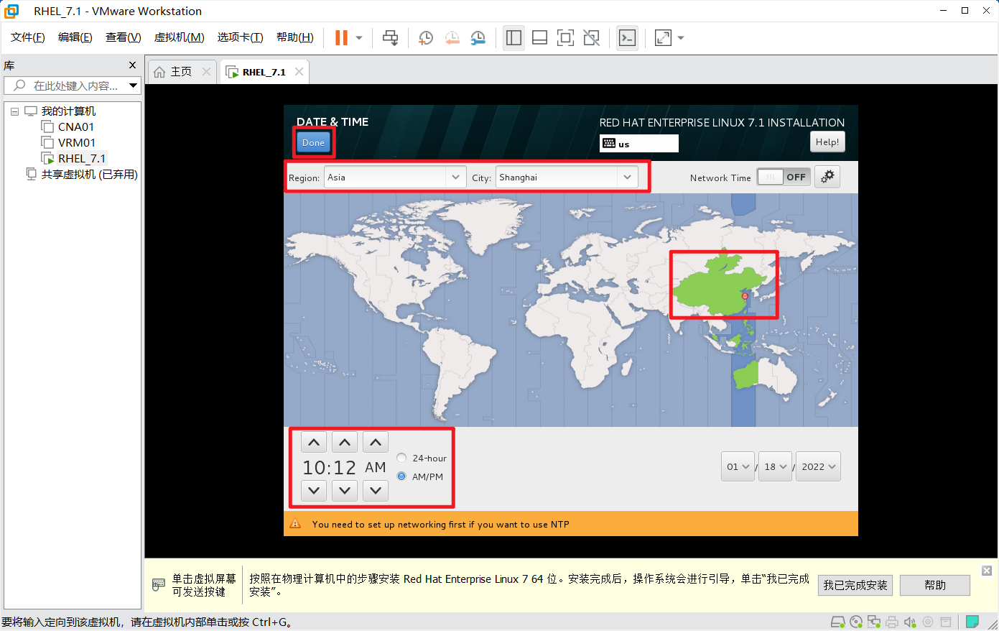 RHEL_7.1 - VMware Workstation
文件(F) 编辑(E) 查看(V) 虚拟机(M) 选项卡(T) 帮助(H)
库
在此处键入内容...
我的计算机
CNA01
VRM01
RHEL_7.1
共享虚拟机 (已弃用)
主页
RHEL_7.1
DATE & TIME
RED HAT ENTERPRISE LINUX 7.1 INSTALLATION
Done
us
Help!
Region: Asia City: Shanghai Network Time OFF
10:12 AM
24-hour
AM/PM
01 / 18 / 2022
You need to set up networking first if you want to use NTP
单击虚拟屏幕
可发送按键
按照在物理计算机中的步骤安装 Red Hat Enterprise Linux 7 64 位。安装完成后，操作系统会进行引导，单击“我已完成
安装”。
我已完成安装
帮助
要将输入定向到该虚拟机，请在虚拟机内部单击或按 Ctrl+G。